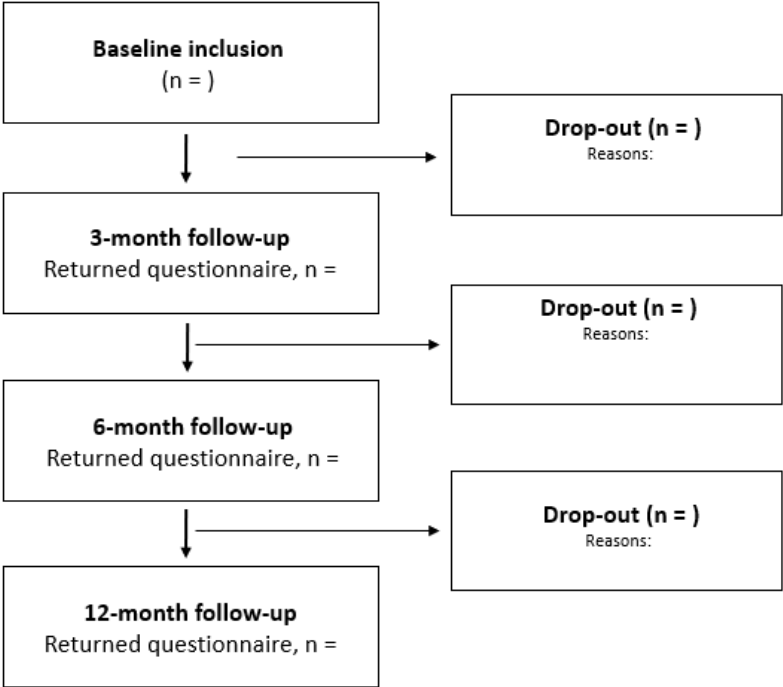 Baseline inclusion
(n = )
Drop-out (n = )
Reasons:
3-month follow-up
Returned questionnaire, n =
Drop-out (n = )
Reasons:
6-month follow-up
Returned questionnaire, n =
Drop-out (n = )
Reasons:
12-month follow-up
Returned questionnaire, n =